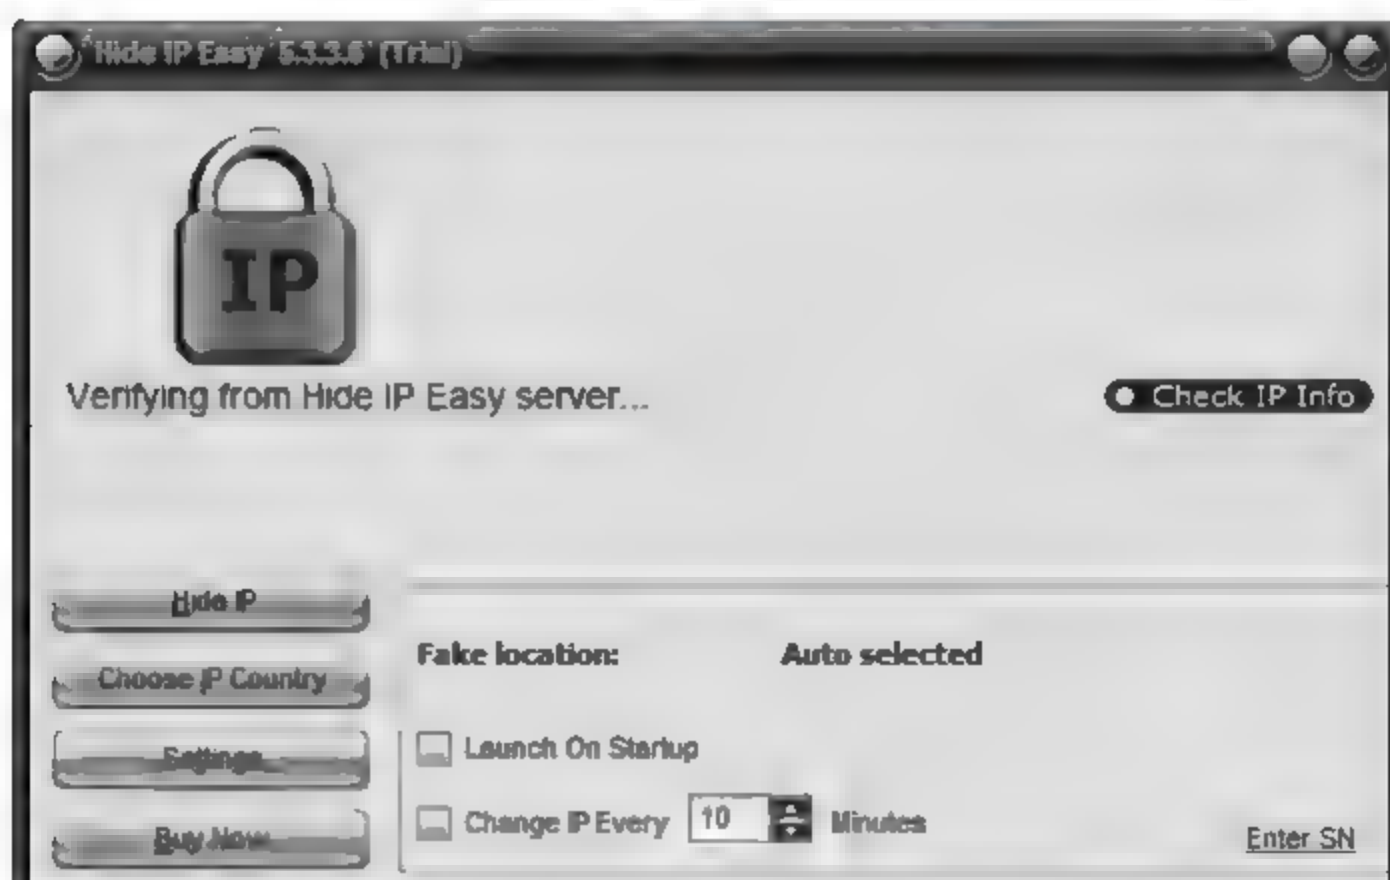 Hide IP Easy 5.3.3.6 (Trial)
IP
Verifying from Hide IP Easy server...
Check IP Info
Hide IP
Fake location: Auto selected
Choose IP Country
Settings
Launch On Startup
Change IP Every 10 Minutes
Buy Now
Enter SN